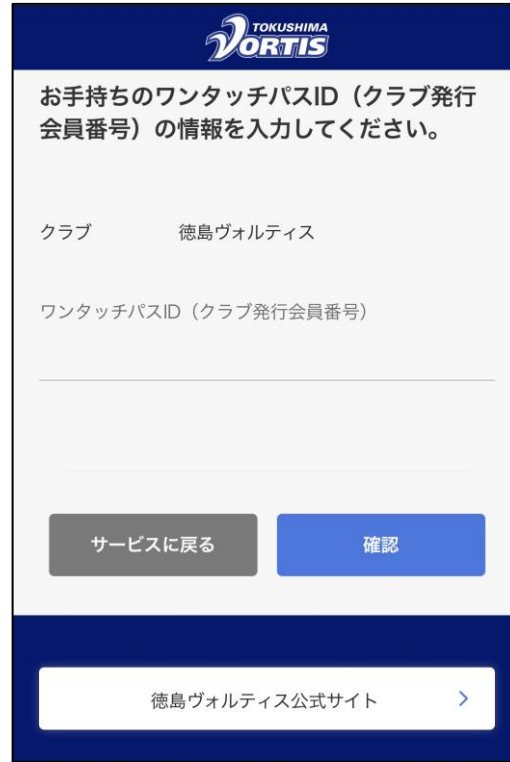 TOKUSHIMA
VORTIS
お手持ちのワンタッチパスID（クラブ発行
会員番号）の情報を入力してください。
クラブ 徳島ヴォルティス
ワンタッチパスID（クラブ発行会員番号）
サービスに戻る 確認
徳島ヴォルティス公式サイト